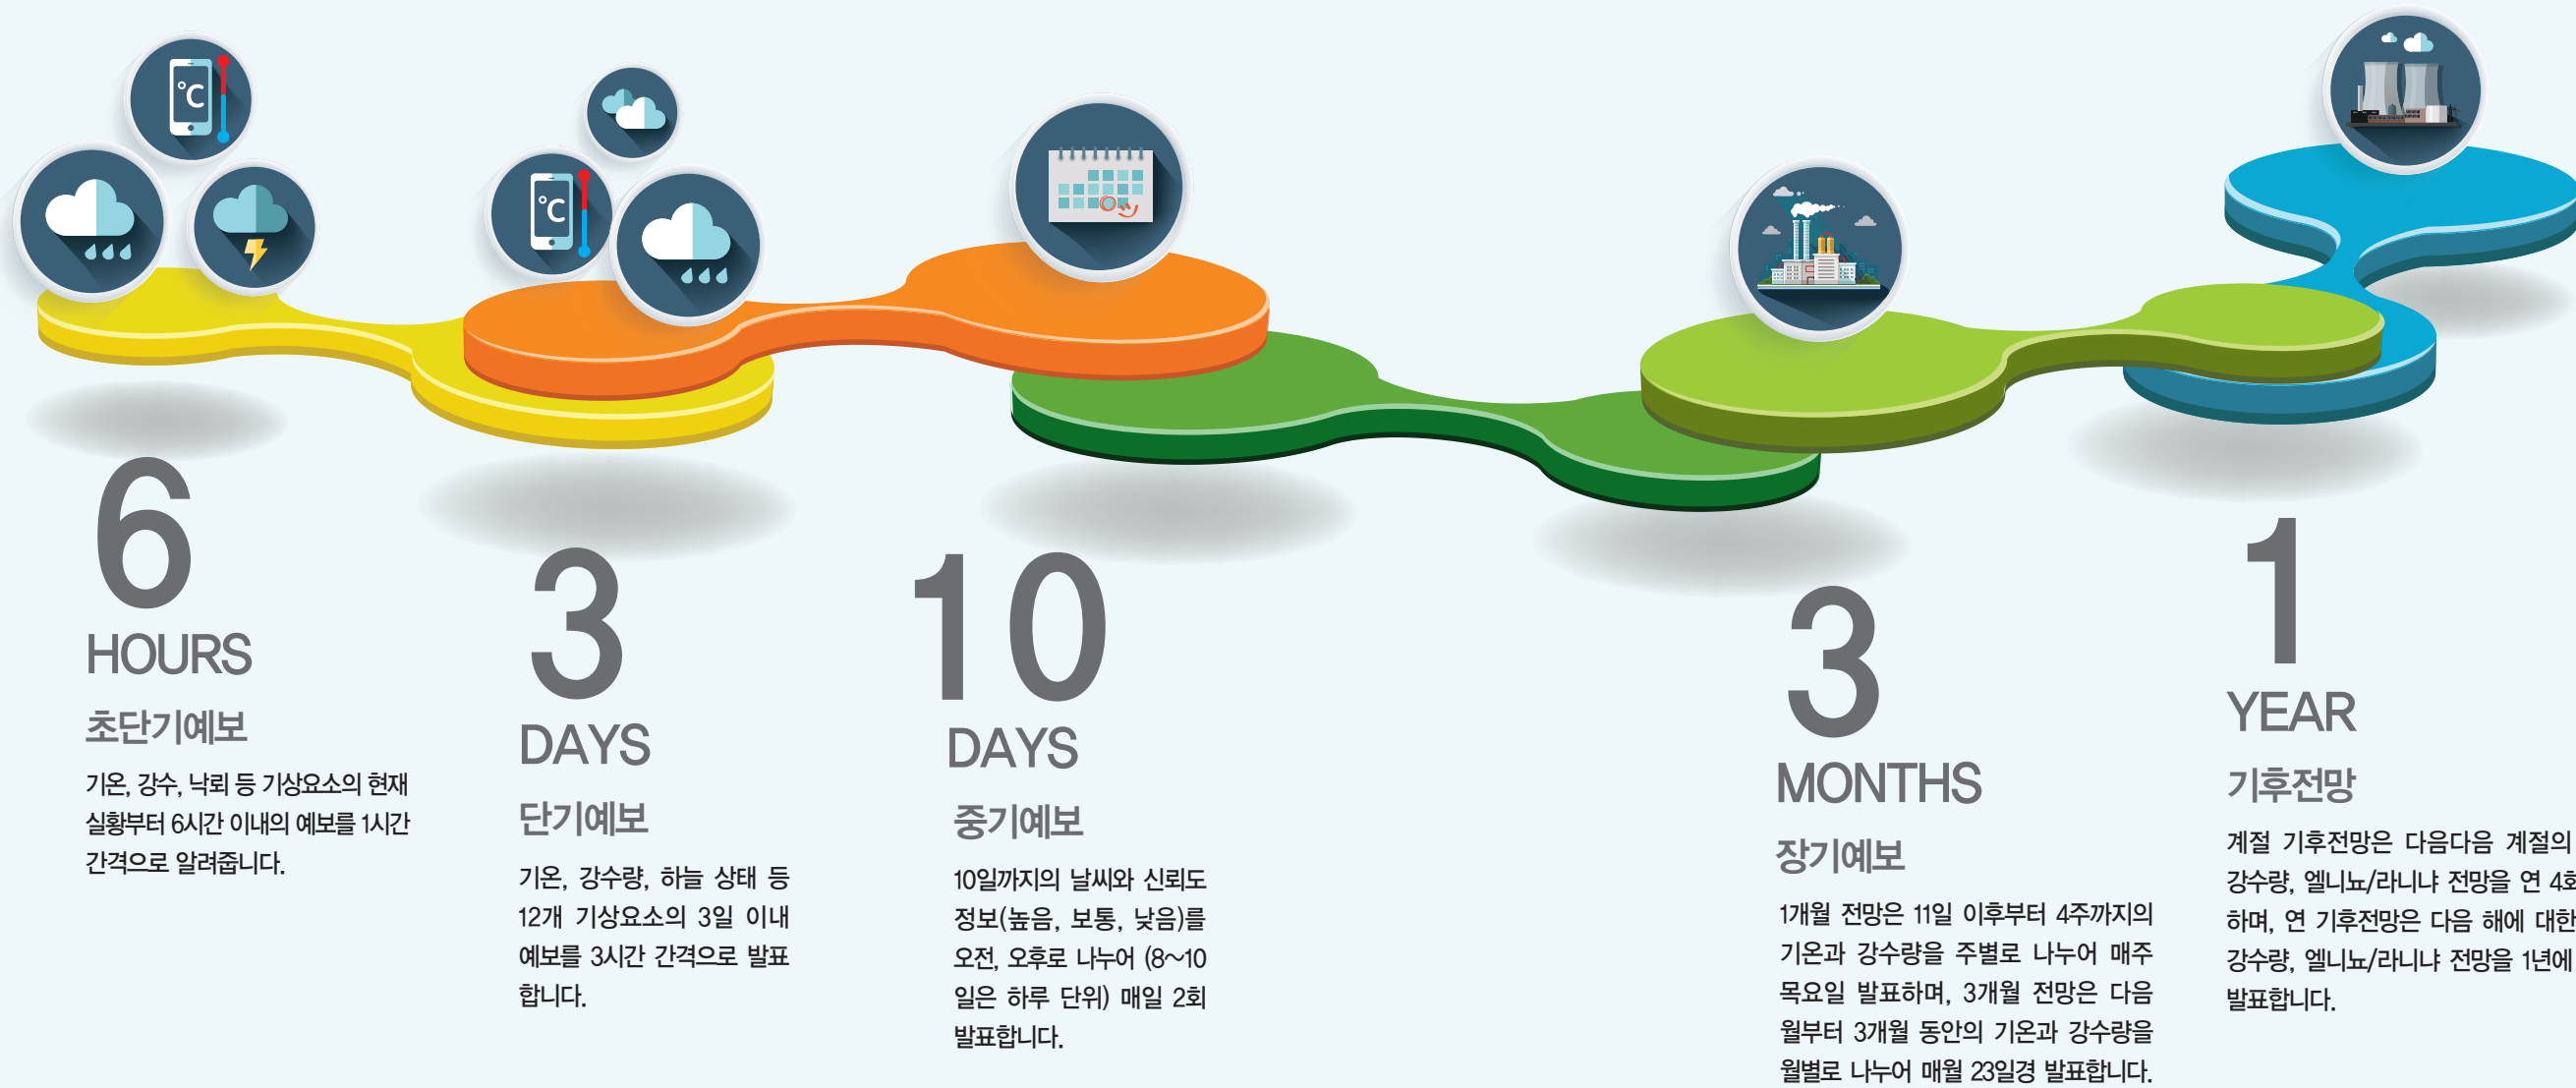 °C
°C
6
HOURS
초단기예보
기온, 강수, 낙뢰 등 기상요소의 현재
실황부터 6시간 이내의 예보를 1시간
간격으로 알려줍니다.
3
DAYS
단기예보
기온, 강수량, 하늘 상태 등
12개 기상요소의 3일 이내
예보를 3시간 간격으로 발표
합니다.
10
DAYS
중기예보
10일까지의 날씨와 신뢰도
정보(높음, 보통, 낮음)를
오전, 오후로 나누어 (8~10
일은 하루 단위) 매일 2회
발표합니다.
3
MONTHS
장기예보
1개월 전망은 11일 이후부터 4주까지의
기온과 강수량을 주별로 나누어 매주
목요일 발표하며, 3개월 전망은 다음
월부터 3개월 동안의 기온과 강수량을
월별로 나누어 매월 23일경 발표합니다.
1
YEAR
기후전망
계절 기후전망은 다음다음 계절의
강수량, 엘니뇨/라니냐 전망을 연
하며, 연 기후전망은 다음 해에 대한
강수량, 엘니뇨/라니냐 전망을 1년에
발표합니다.